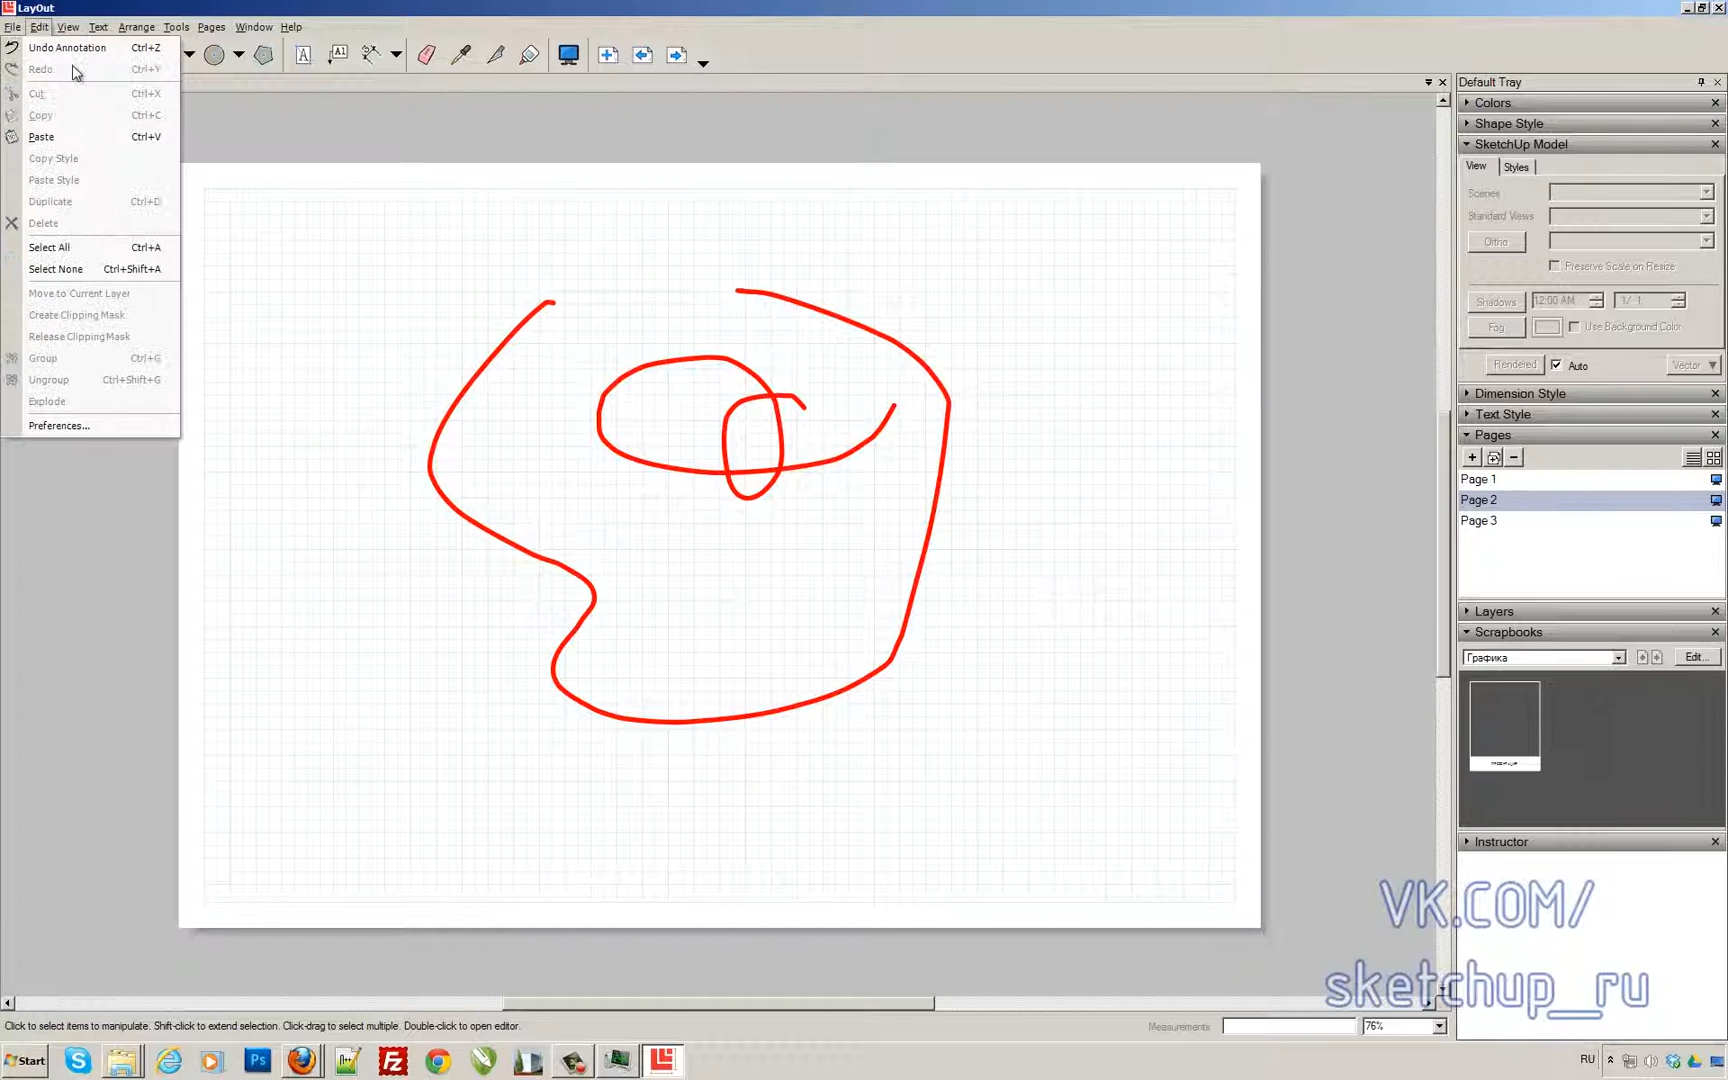 LayOut
File Edit View Text Arrange Tools Pages Window Help
Undo Annotation Ctrl+Z
Redo Ctrl+Y
Cut Ctrl+X
Copy Ctrl+C
Paste Ctrl+V
Copy Style
Paste Style
Duplicate Ctrl+D
Delete
Select All Ctrl+A
Select None Ctrl+Shift+A
Move to Current Layer
Create Clipping Mask
Release Clipping Mask
Group Ctrl+G
Ungroup Ctrl+Shift+G
Explode
Preferences...
Default Tray
Colors
Shape Style
SketchUp Model
View Styles
Scenes
Standard Views
Ortho
Preserve Scale on Resize
Shadows 12:00 AM 1/ 1
Fog Use Background Color
Rendered Auto Vector
Dimension Style
Text Style
Pages
Page 1
Page 2
Page 3
Layers
Scrapbooks
Графика Edit...
Instructor
VK.COM/
sketchup_ru
Click to select items to manipulate. Shift-click to extend selection. Click-drag to select multiple. Double-click to open editor.
Measurements 76%
Start RU